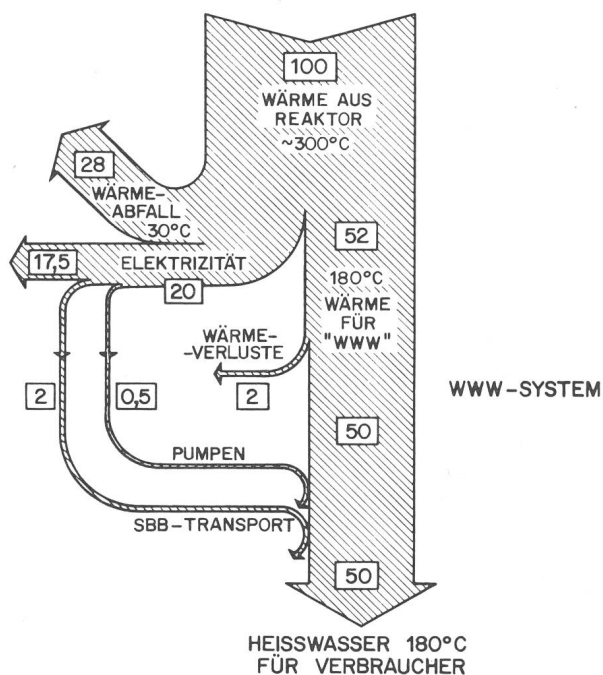 100
WÄRME AUS
REAKTOR
~300°C
28
WÄRME-
ABFALL
30°C
17,5
ELEKTRIZITÄT
20
52
180°C
WÄRME
FÜR
"WWW"
WÄRME-
-VERLUSTE
2
0,5
2
50
WWW-SYSTEM
PUMPEN
SBB-TRANSPORT
50
HEISSWASSER 180°C
FÜR VERBRAUCHER